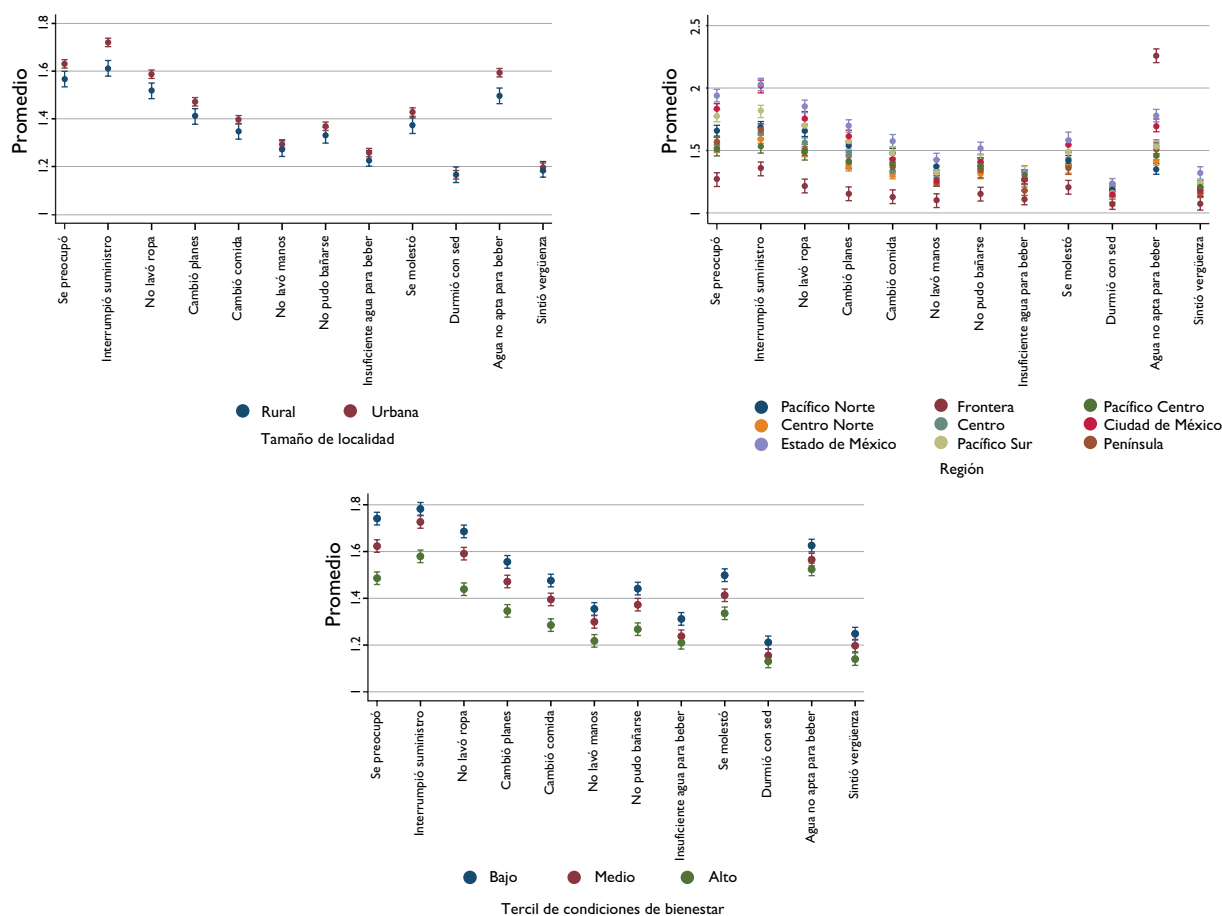 Promedio
1.8
1.6
1.4
1.2
1
Se preocupó
Interrumpió suministro
No lavó ropa
Cambió planes
Cambió comida
No lavó manos
No pudo bañarse
Insuficiente agua para beber
Se molestó
Durmió con sed
Agua no apta para beber
Sintió vergüenza
Rural
Urbana
Tamaño de localidad
Promedio
2.5
2
1.5
1
Se preocupó
Interrumpió suministro
No lavó ropa
Cambió planes
Cambió comida
No lavó manos
No pudo bañarse
Insuficiente agua para beber
Se molestó
Durmió con sed
Agua no apta para beber
Sintió vergüenza
Pacífico Norte
Frontera
Pacífico Centro
Centro Norte
Centro
Ciudad de México
Estado de México
Pacífico Sur
Península
Región
Promedio
1.8
1.6
1.4
1.2
1
Se preocupó
Interrumpió suministro
No lavó ropa
Cambió planes
Cambió comida
No lavó manos
No pudo bañarse
Insuficiente agua para beber
Se molestó
Durmió con sed
Agua no apta para beber
Sintió vergüenza
Bajo
Medio
Alto
Tercil de condiciones de bienestar